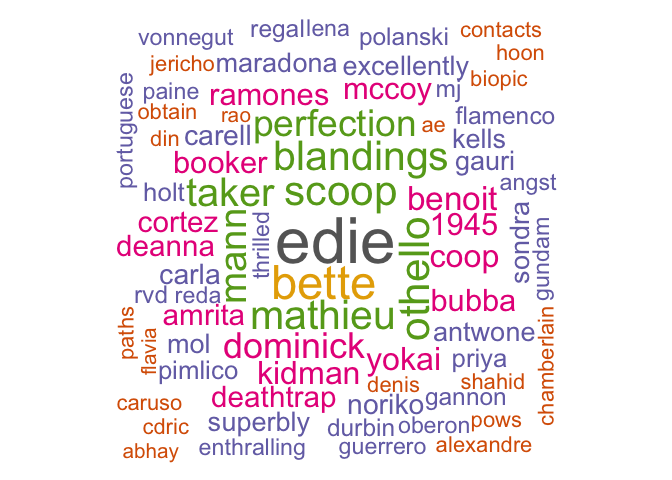 vonnegut regallena polanski contacts
hoon
jericho maradona excellently biopic
portuguese paine ramones mccoy mj
obtain rao perfection ae flamenco
din carell kells
booker blandings gauri
holt taker scoop benoit angst
cortez mann thrilled edie othello 1945 sondra gundam
deanna coop
carla bette
rvd reda bubba
amrita mathieu antwone chamberlain
paths flavia mol dominick yokai priya
pimlico kidman denis shahid
caruso deathtrap noriko gannon
cdric superbly durbin oberon pows
abhay enthralling guerrero alexandre